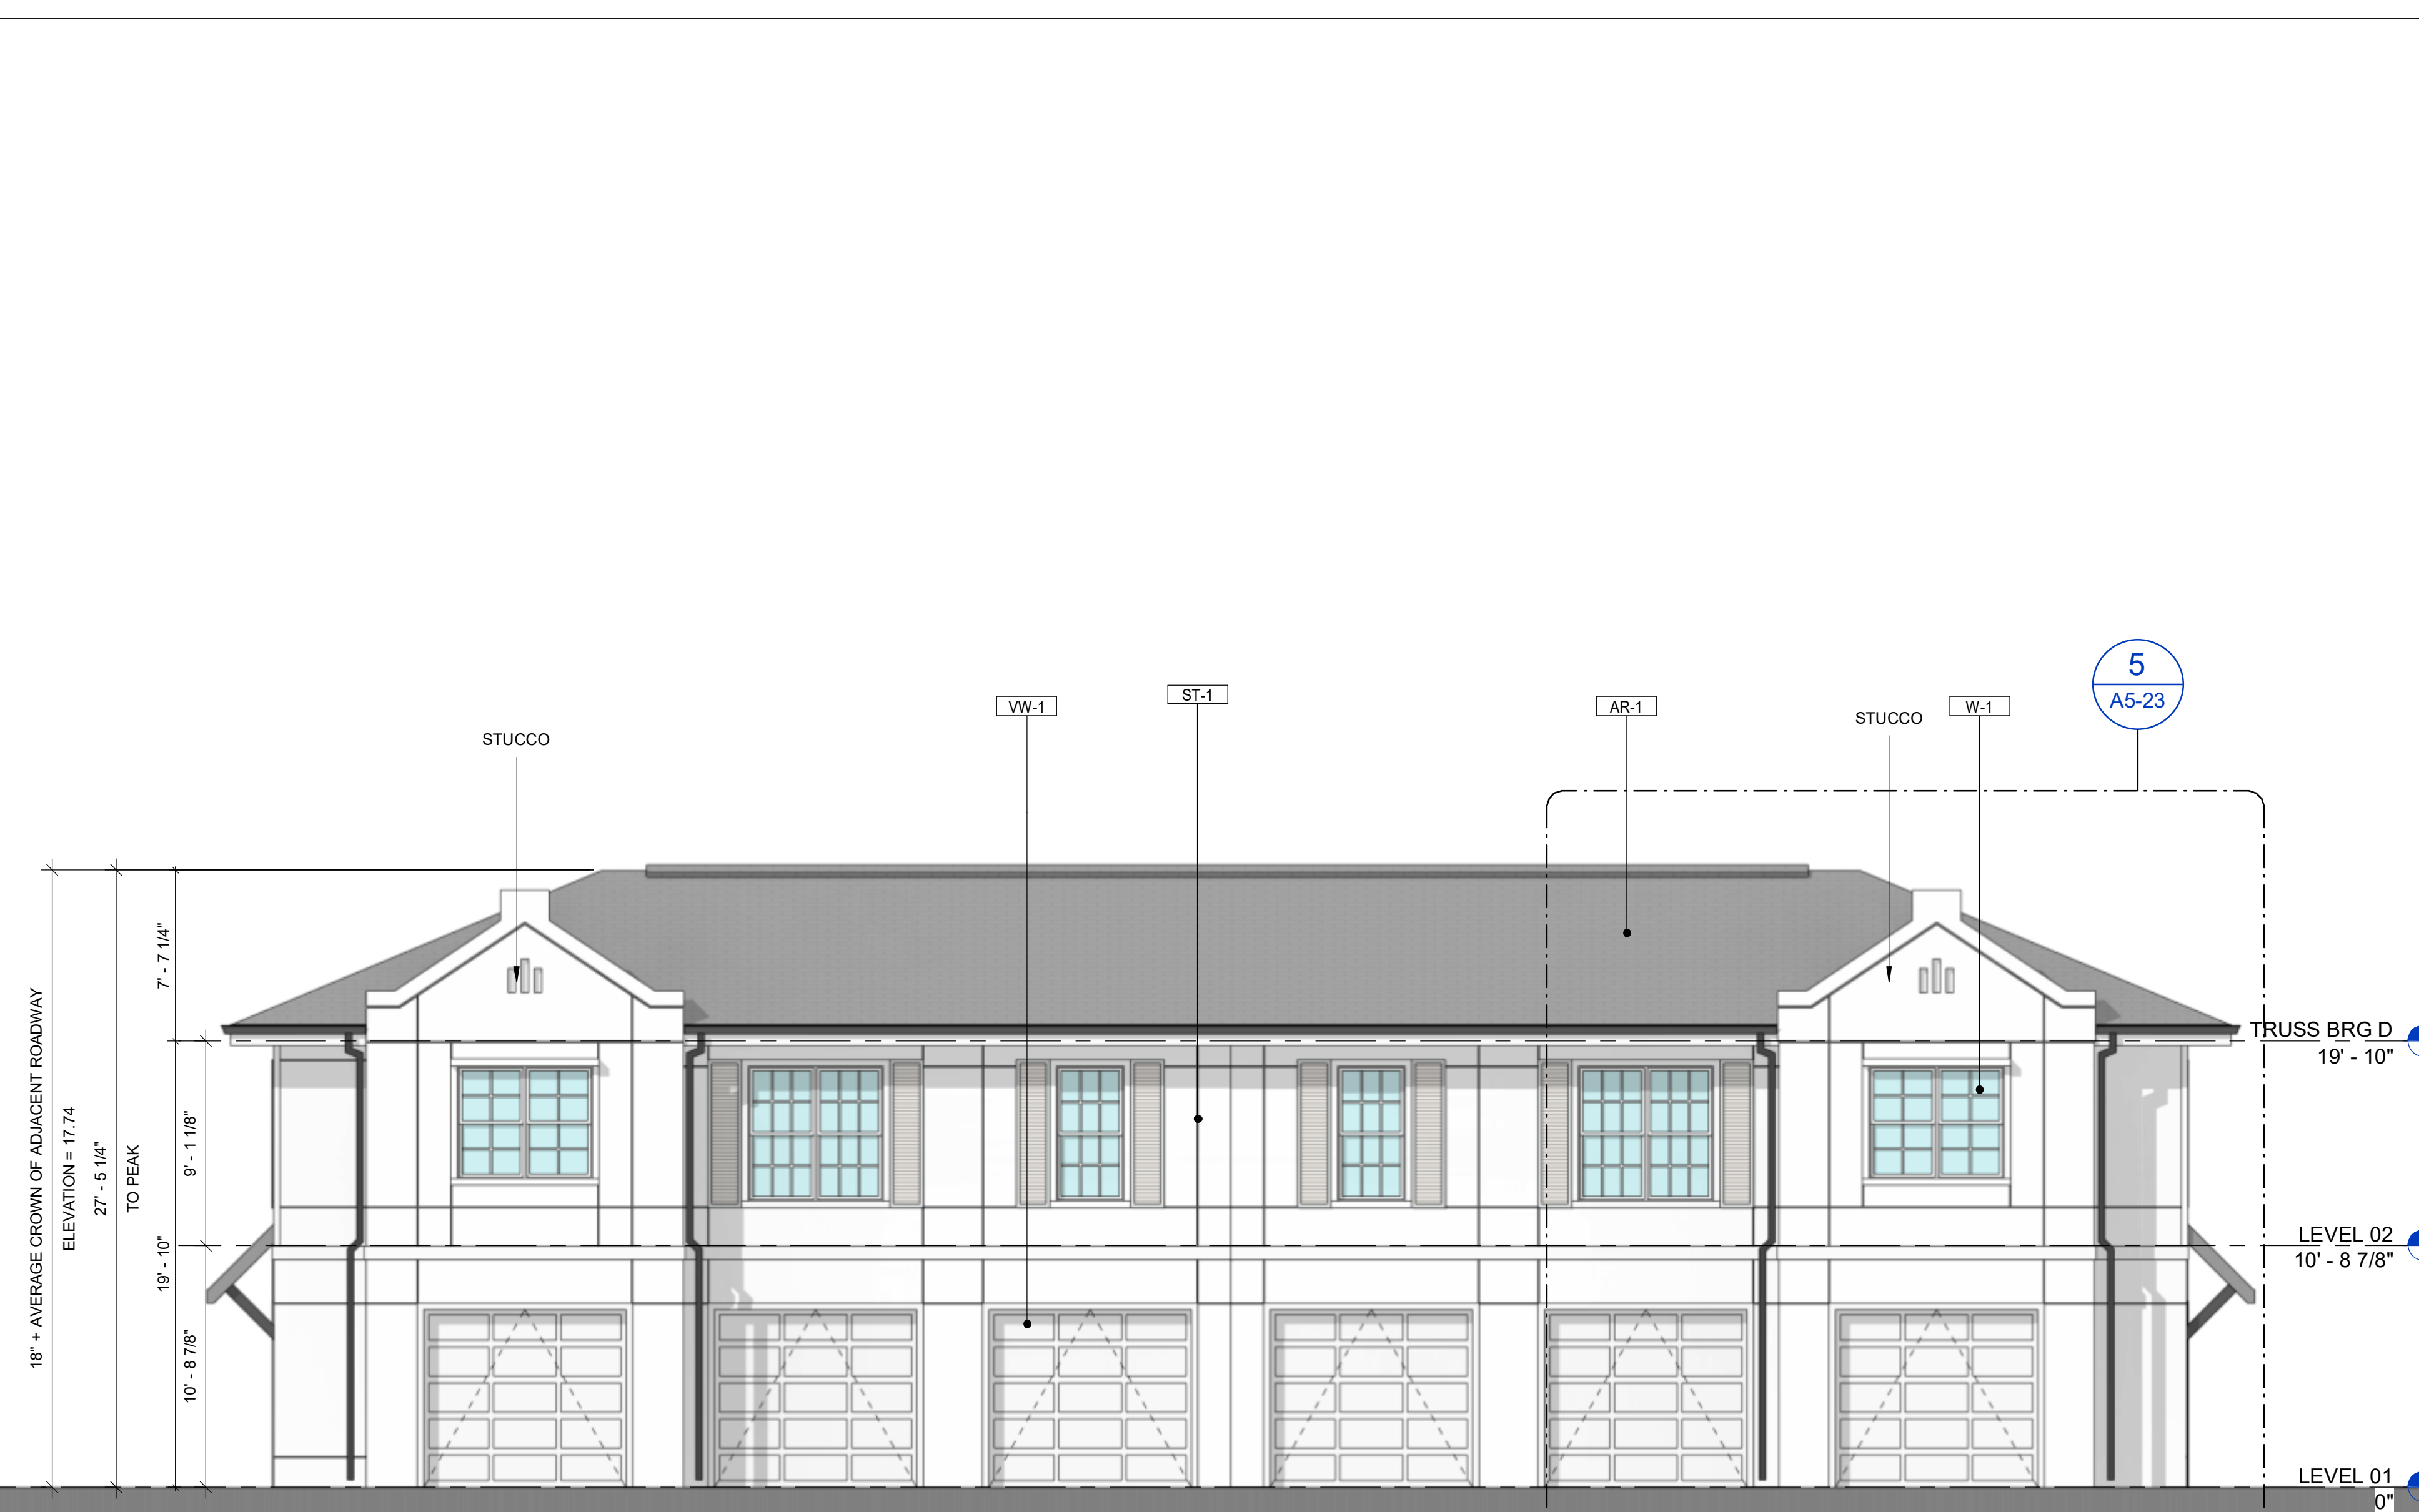 5
A5-23
ST-1
VW-1
AR-1
W-1
STUCCO
STUCCO
18" + AVERAGE CROWN OF ADJACENT ROADWAY
ELEVATION = 17.74
27' - 5 1/4"
TO PEAK
7' - 7 1/4"
19' - 10"
9' - 1 1/8"
10' - 8 7/8"
TRUSS BRG D
19' - 10"
LEVEL 02
10' - 8 7/8"
LEVEL 01
0"